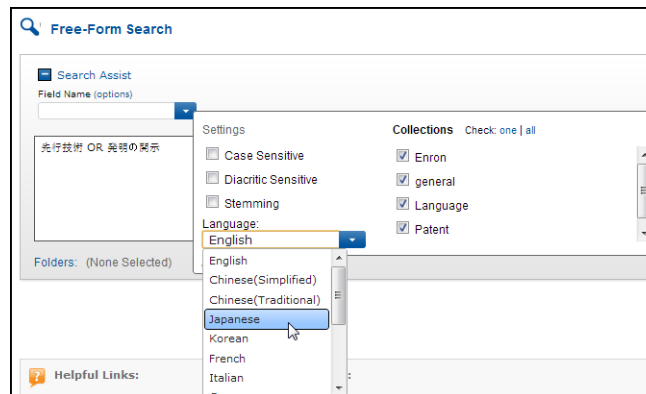 Free-Form Search
Search Assist
Field Name (options)
先行技術 OR 発明の開示
Folders: (None Selected)
Settings
Case Sensitive
Diacritic Sensitive
Stemming
Language:
English
English
Chinese(Simplified)
Chinese(Traditional)
Japanese
Korean
French
Italian
Collections Check: one | all
Enron
general
Language
Patent
Helpful Links: